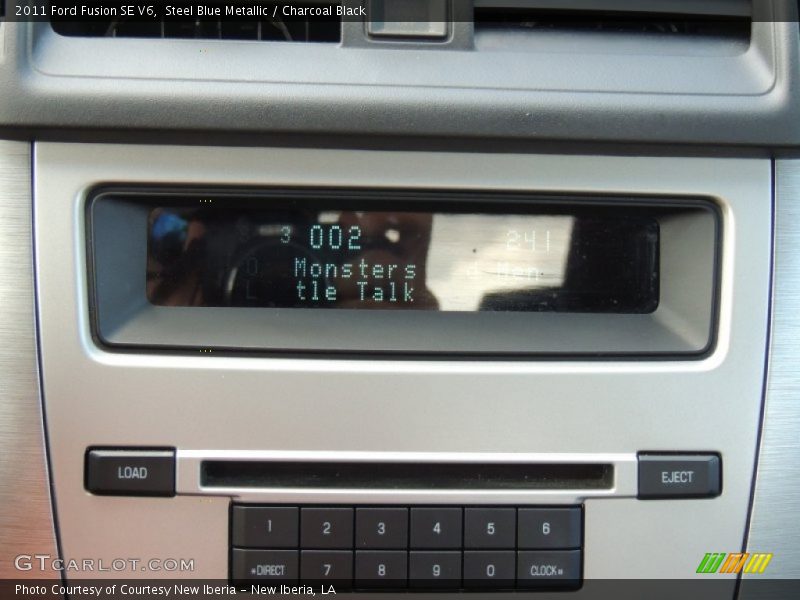 2011 Ford Fusion SE V6, Steel Blue Metallic / Charcoal Black
3 002 241
Monsters d Men
tle Talk
LOAD
EJECT
1 2 3 4 5 6
*DIRECT 7 8 9 0 CLOCK#
GTCARLOT.COM
Photo Courtesy of Courtesy New Iberia - New Iberia, LA